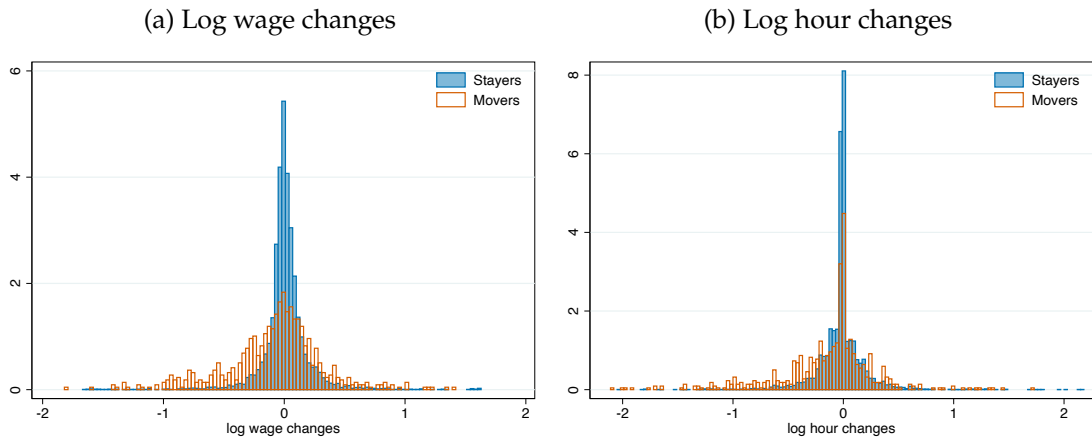 (a) Log wage changes
6
4
2
0
-2 -1 0 1 2
log wage changes
Stayers
Movers
(b) Log hour changes
8
6
4
2
0
-2 -1 0 1 2
log hour changes
Stayers
Movers